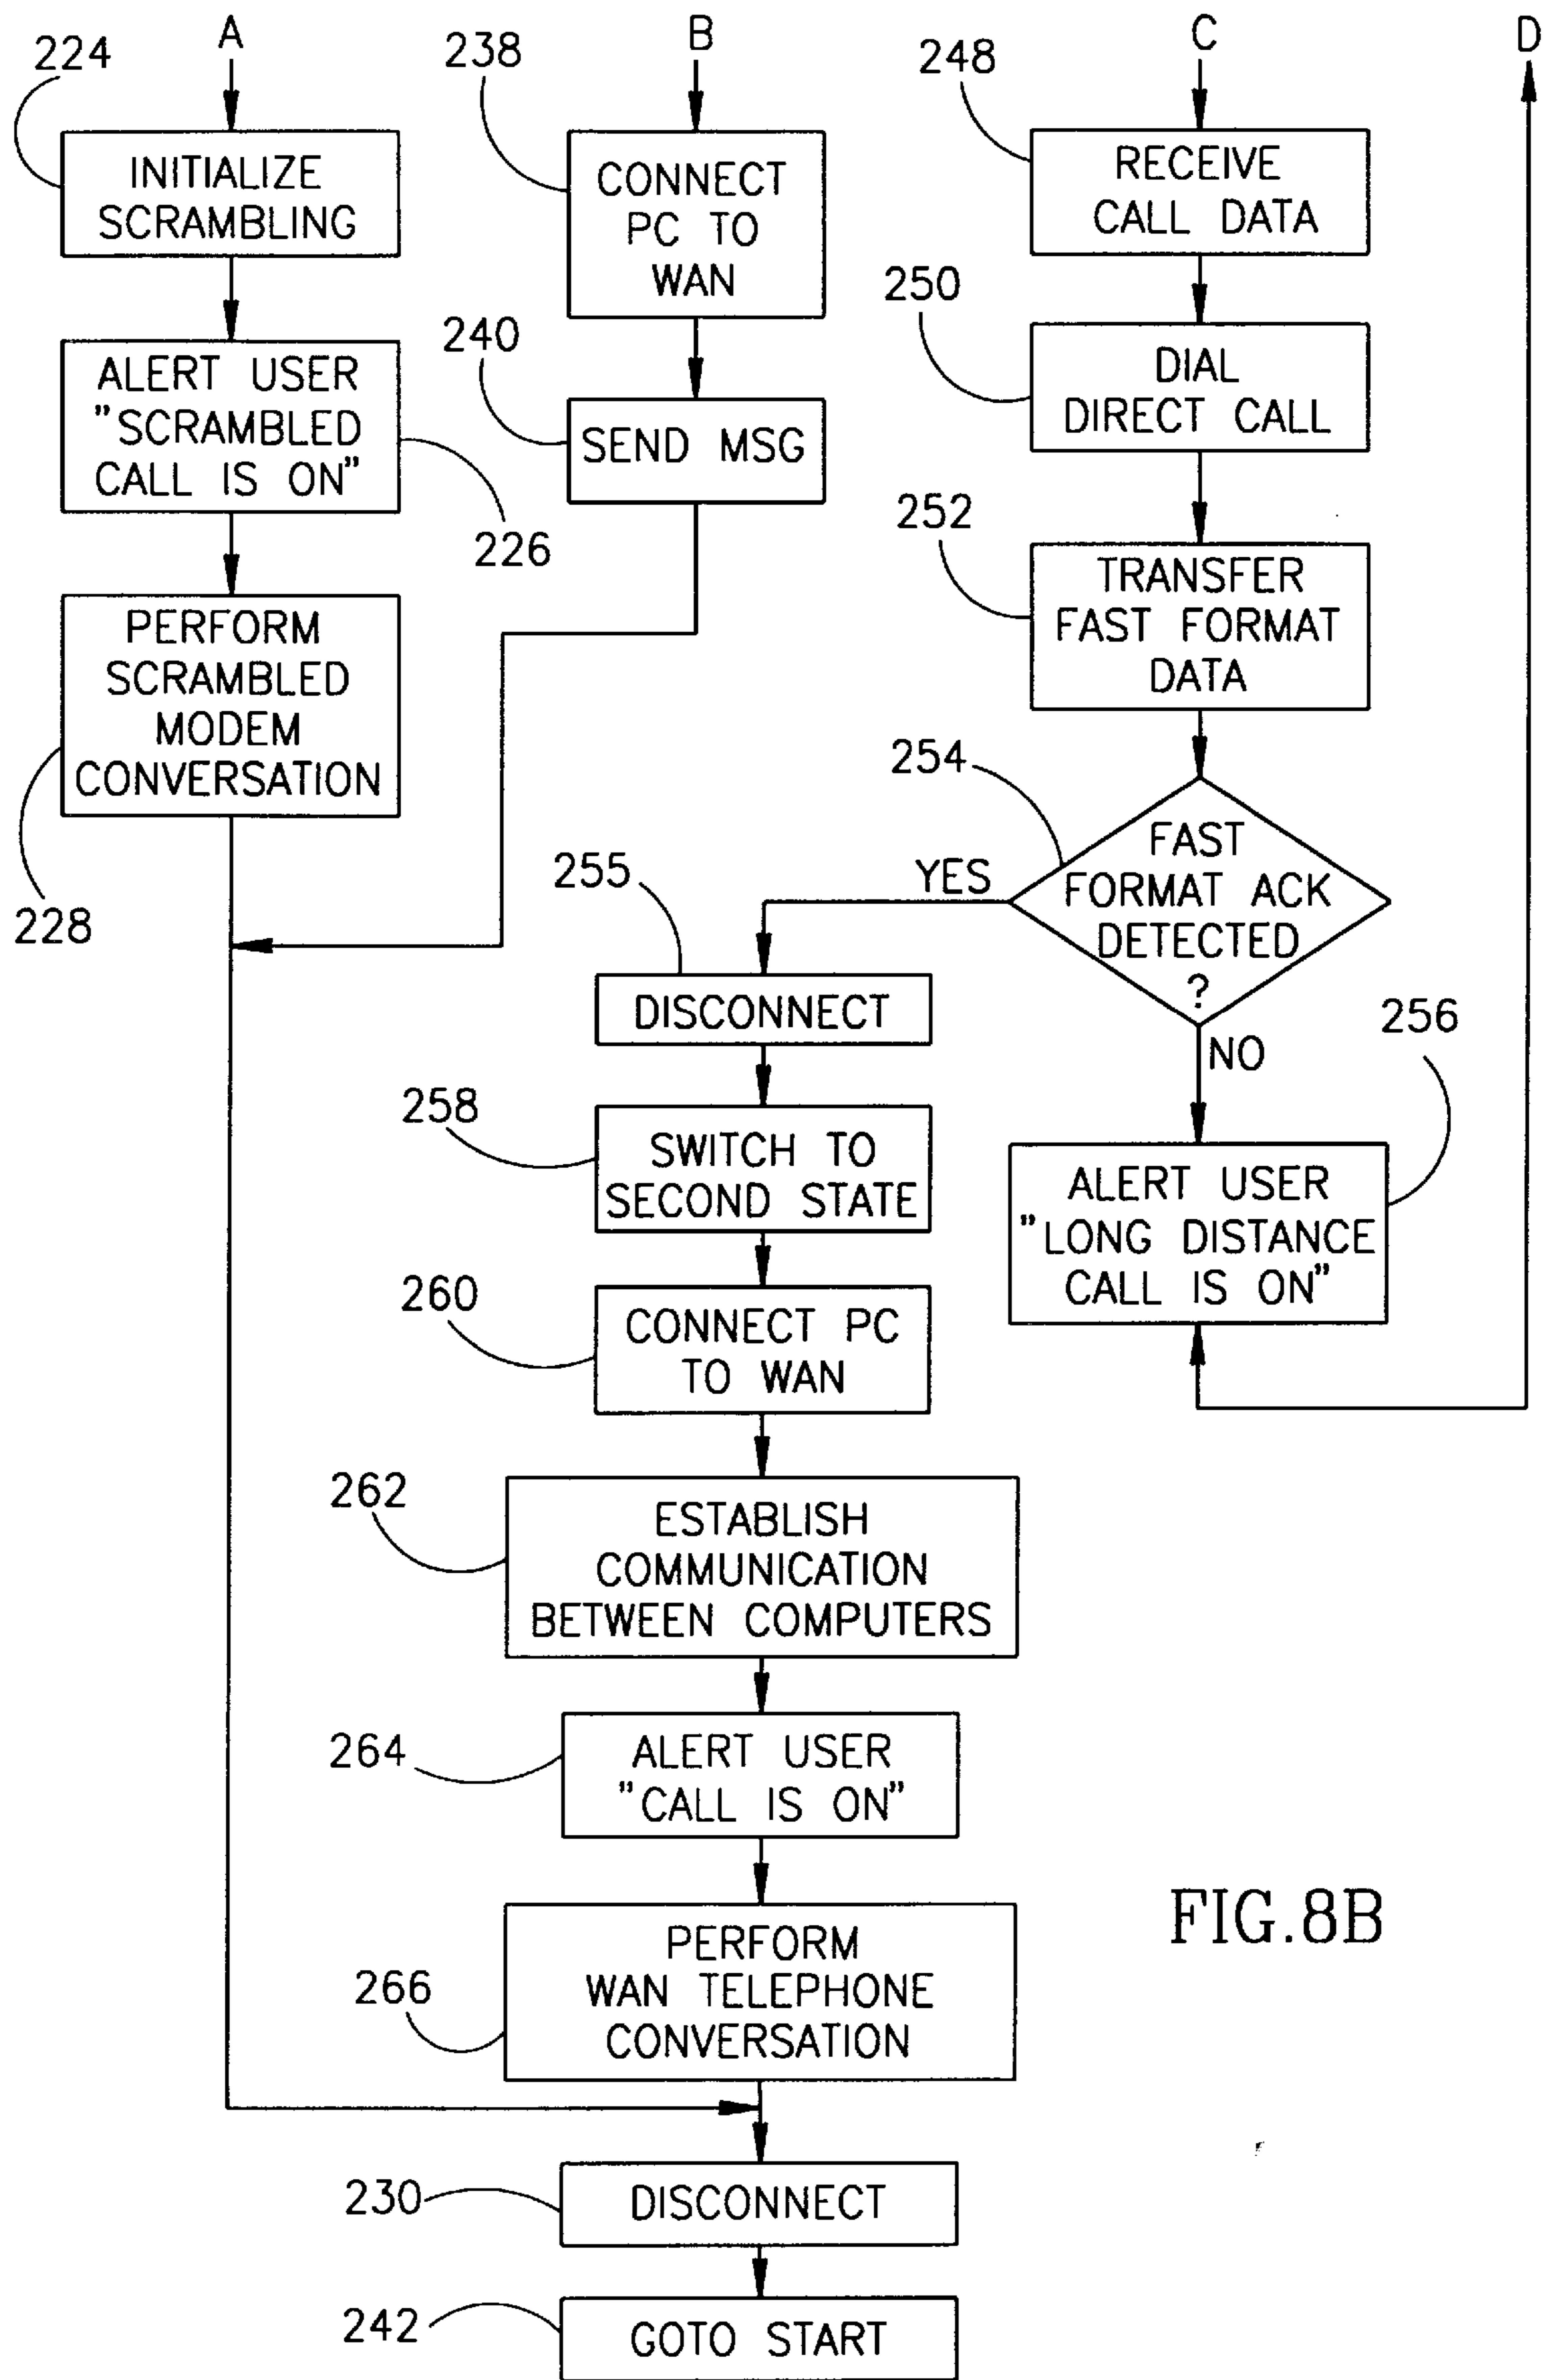 A
B
C
D
224
238
248
INITIALIZE
SCRAMBLING
CONNECT
PC TO
WAN
RECEIVE
CALL DATA
250
240
ALERT USER
"SCRAMBLED
CALL IS ON"
226
SEND MSG
DIAL
DIRECT CALL
252
TRANSFER
FAST FORMAT
DATA
PERFORM
SCRAMBLED
MODEM
CONVERSATION
228
254
FAST
FORMAT ACK
DETECTED
?
YES
NO
255
DISCONNECT
256
ALERT USER
"LONG DISTANCE
CALL IS ON"
258
SWITCH TO
SECOND STATE
260
CONNECT PC
TO WAN
262
ESTABLISH
COMMUNICATION
BETWEEN COMPUTERS
264
ALERT USER
"CALL IS ON"
266
PERFORM
WAN TELEPHONE
CONVERSATION
FIG.8B
230
DISCONNECT
242
GOTO START